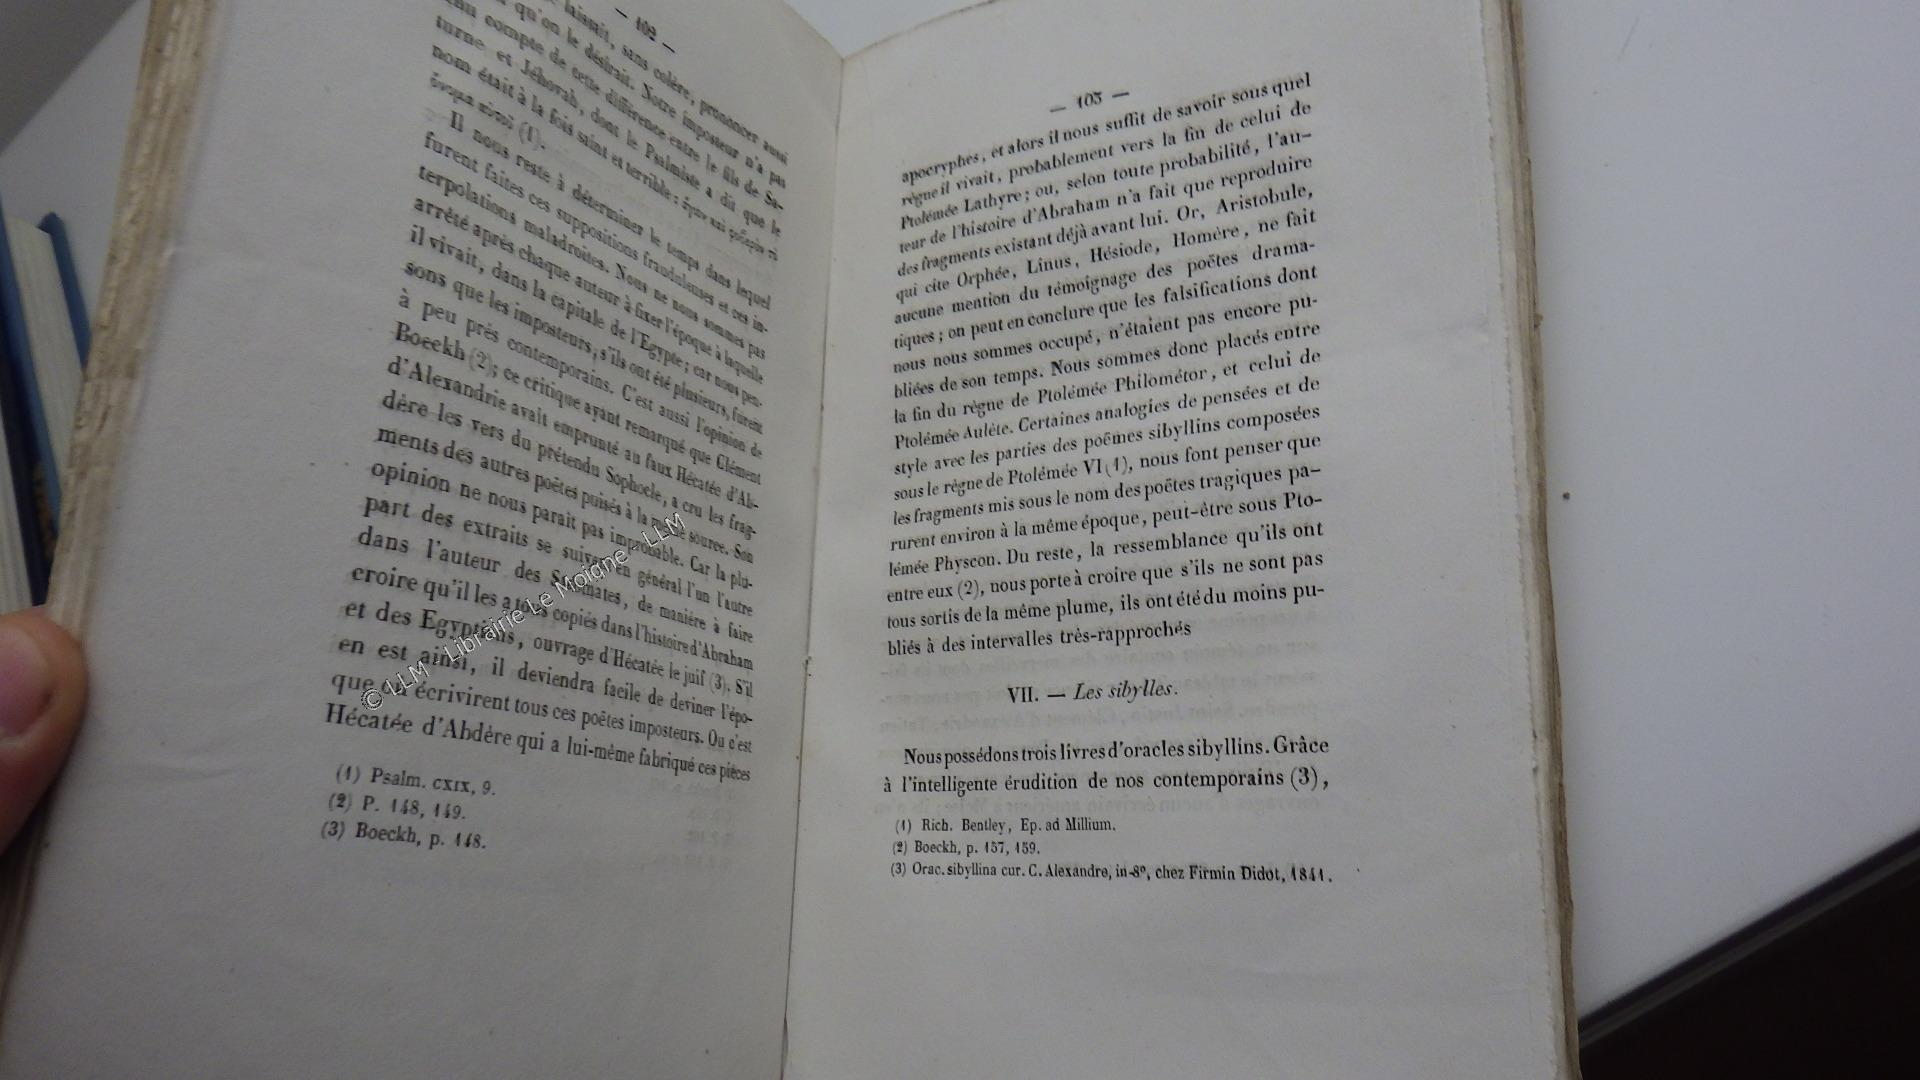 — 102 —
laissait, sans colère, prononcer aussi
qu'on le désirait. Notre imposteur n'a pas
compte de cette différence entre le fils de Sa-
turne et Jéhovah, dont le Psalmiste a dit que le
nom était à la fois saint et terrible : ἅγιον καὶ φοβερὸν τὸ
ὄνομα αὐτοῦ (1).
Il nous reste à déterminer le temps dans lequel
furent faites ces suppositions frauduleuses et ces in-
terpolations maladroites. Nous ne nous sommes pas
arrêté après chaque auteur à fixer l'époque à laquelle
il vivait, dans la capitale de l'Egypte ; car nous pen-
sons que les imposteurs, s'ils ont été plusieurs, furent
à peu près contemporains. C'est aussi l'opinion de
Boeckh (2); ce critique ayant remarqué que Clément
d'Alexandrie avait emprunté au faux Hécatée d'Ab-
dère les vers du prétendu Sophocle, a cru les frag-
ments des autres poëtes puisés à la même source. Son
opinion ne nous parait pas improbable. Car la plu-
part des extraits se suivent en général l'un l'autre
dans l'auteur des Stromates, de manière à faire
croire qu'il les a tous copiés dans l'histoire d'Abraham
et des Egyptiens, ouvrage d'Hécatée le juif (3). S'il
en est ainsi, il deviendra facile de deviner l'épo-
que où écrivirent tous ces poëtes imposteurs. Ou c'est
Hécatée d'Abdère qui a lui-même fabriqué ces pièces
(1) Psalm. CXIX, 9.
(2) P. 148, 149.
(3) Boeckh, p. 148.
© LLM - Librairie Le Moigne - LLM
— 103 —
apocryphes, et alors il nous suffit de savoir sous quel
règne il vivait, probablement vers la fin de celui de
Ptolémée Lathyre ; ou, selon toute probabilité, l'au-
teur de l'histoire d'Abraham n'a fait que reproduire
des fragments existant déjà avant lui. Or, Aristobule,
qui cite Orphée, Linus, Hésiode, Homère, ne fait
aucune mention du témoignage des poëtes drama-
tiques ; on peut en conclure que les falsifications dont
nous nous sommes occupé, n'étaient pas encore pu-
bliées de son temps. Nous sommes donc placés entre
la fin du règne de Ptolémée Philométor, et celui de
Ptolémée Aulète. Certaines analogies de pensées et de
style avec les parties des poëmes sibyllins composées
sous le règne de Ptolémée VI (1), nous font penser que
les fragments mis sous le nom des poëtes tragiques pa-
rurent environ à la même époque, peut-être sous Pto-
lémée Physcon. Du reste, la ressemblance qu'ils ont
entre eux (2), nous porte à croire que s'ils ne sont pas
tous sortis de la même plume, ils ont été du moins pu-
bliés à des intervalles très-rapprochés
VII. — Les sibylles.
Nous possédons trois livres d'oracles sibyllins. Grâce
à l'intelligente érudition de nos contemporains (3),
(1) Rich. Bentley, Ep. ad Millium.
(2) Boeckh, p. 157, 159.
(3) Orac. sibyllina cur. C. Alexandre, in-8°, chez Firmin Didot, 1841.